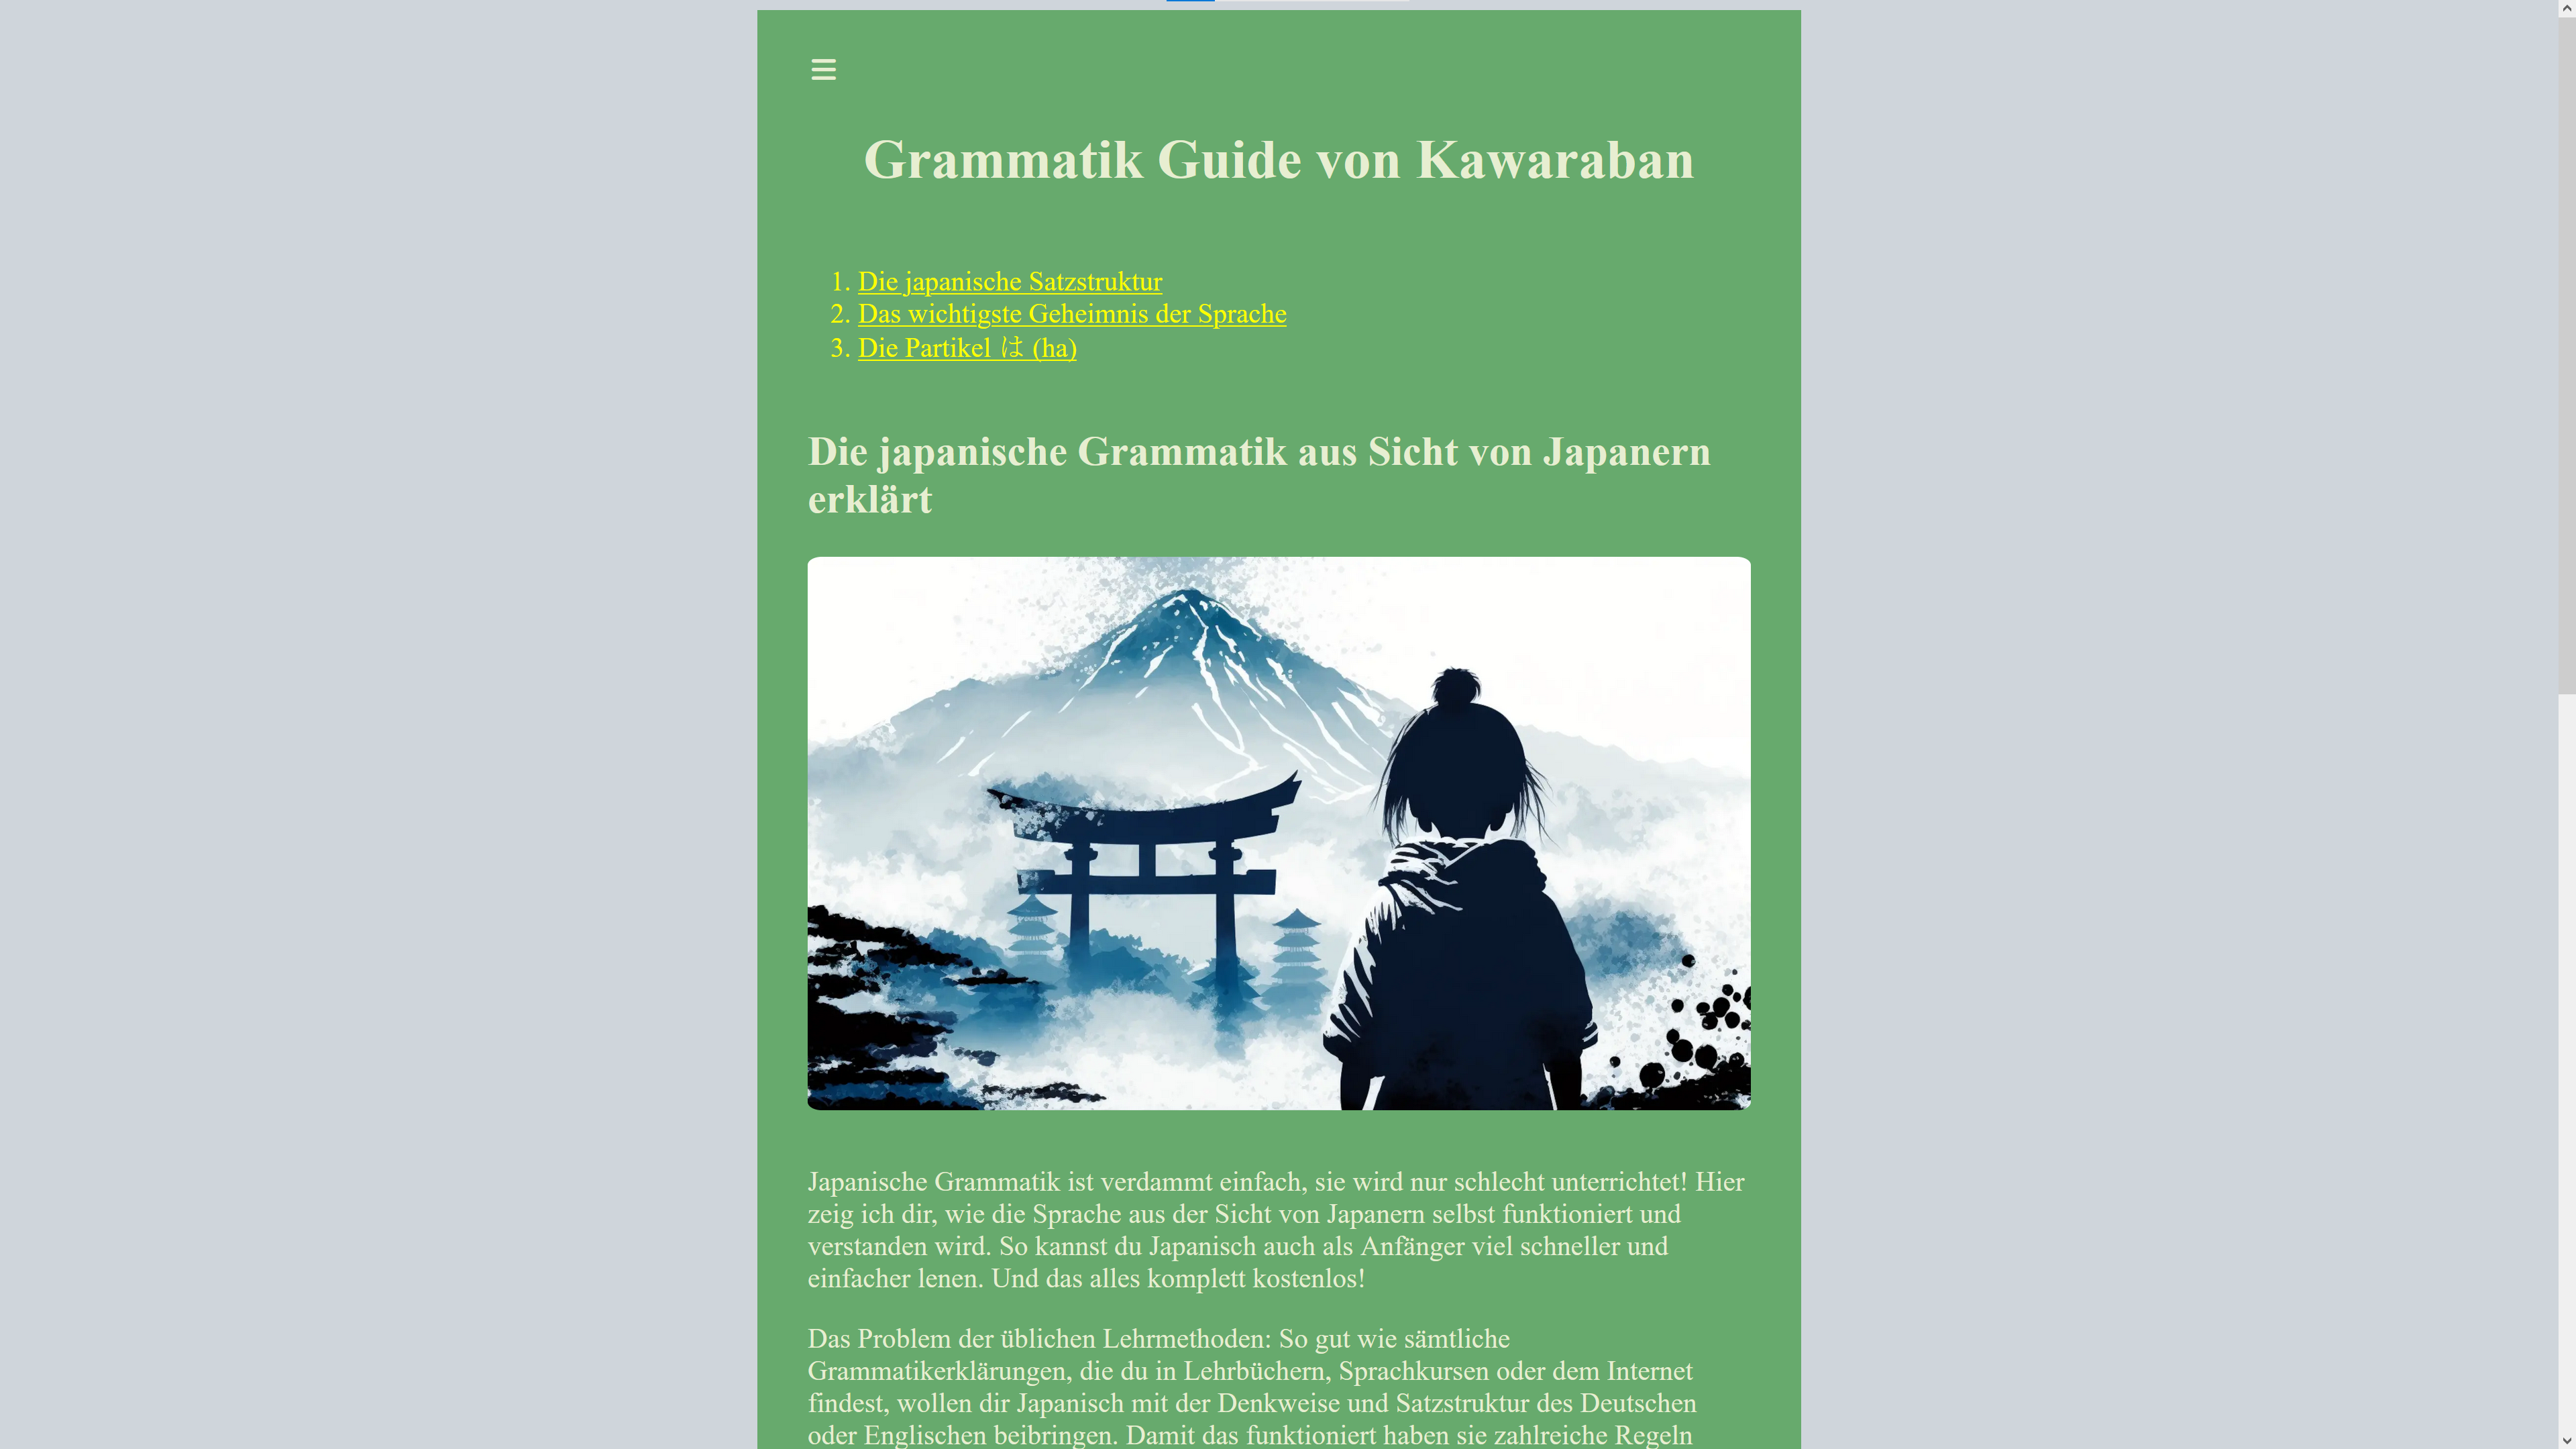 Grammatik Guide von Kawaraban
1. Die japanische Satzstruktur
2. Das wichtigste Geheimnis der Sprache
3. Die Partikel は (ha)
Die japanische Grammatik aus Sicht von Japanern
erklärt
Japanische Grammatik ist verdammt einfach, sie wird nur schlecht unterrichtet! Hier
zeig ich dir, wie die Sprache aus der Sicht von Japanern selbst funktioniert und
verstanden wird. So kannst du Japanisch auch als Anfänger viel schneller und
einfacher lenen. Und das alles komplett kostenlos!
Das Problem der üblichen Lehrmethoden: So gut wie sämtliche
Grammatikerklärungen, die du in Lehrbüchern, Sprachkursen oder dem Internet
findest, wollen dir Japanisch mit der Denkweise und Satzstruktur des Deutschen
oder Englischen beibringen. Damit das funktioniert haben sie zahlreiche Regeln